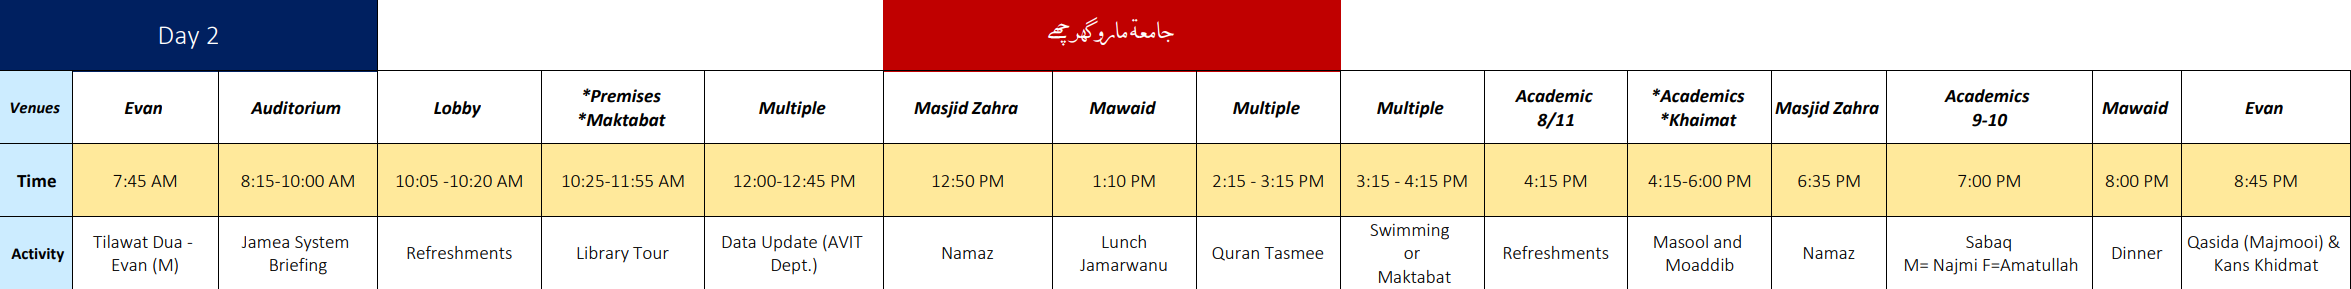 Day 2
جامعة مارو گھر چھے
Venues
Evan
Auditorium
Lobby
*Premises
*Maktabat
Multiple
Masjid Zahra
Mawaid
Multiple
Multiple
Academic
8/11
*Academics
*Khaimat
Masjid Zahra
Academics
9-10
Mawaid
Evan
Time
7:45 AM
8:15-10:00 AM
10:05 -10:20 AM
10:25-11:55 AM
12:00-12:45 PM
12:50 PM
1:10 PM
2:15 - 3:15 PM
3:15 - 4:15 PM
4:15 PM
4:15-6:00 PM
6:35 PM
7:00 PM
8:00 PM
8:45 PM
Activity
Tilawat Dua -
Evan (M)
Jamea System
Briefing
Refreshments
Library Tour
Data Update (AVIT
Dept.)
Namaz
Lunch
Jamarwanu
Quran Tasmee
Swimming
or
Maktabat
Refreshments
Masool and
Moaddib
Namaz
Sabaq
M= Najmi F=Amatullah
Dinner
Qasida (Majmooi) &
Kans Khidmat